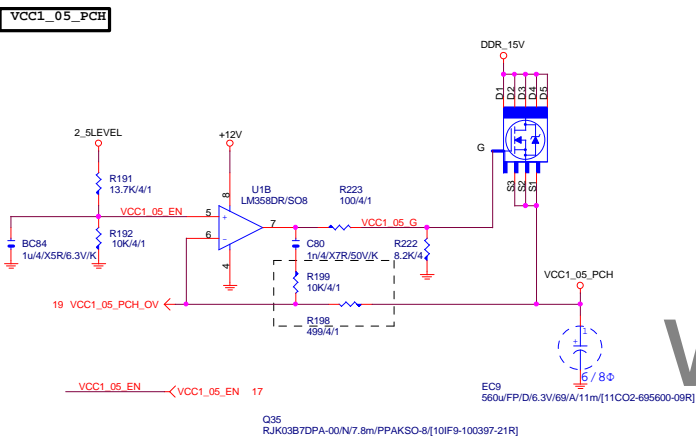 VCC1_05_PCH
DDR_15V
D1
D2
D3
D4
D5
G
S3
S2
S1
2_5LEVEL
+12V
R191
13.7K/4/1
U1B
LM358DR/SO8
R223
100/4/1
VCC1_05_EN
5
+
8
7
VCC1_05_G
BC84
1u/4/X5R/6.3V/K
R192
10K/4/1
6
-
4
C80
1n/4/X7R/50V/K
R222
8.2K/4
R199
10K/4/1
VCC1_05_PCH
19 VCC1_05_PCH_OV
R198
499/4/1
1
+
6/8Φ
EC9
560u/FP/D/6.3V/69/A/11m/[11CO2-695600-09R]
VCC1_05_EN
VCC1_05_EN 17
Q35
RJK03B7DPA-00/N/7.8m/PPAKSO-8/[10IF9-100397-21R]